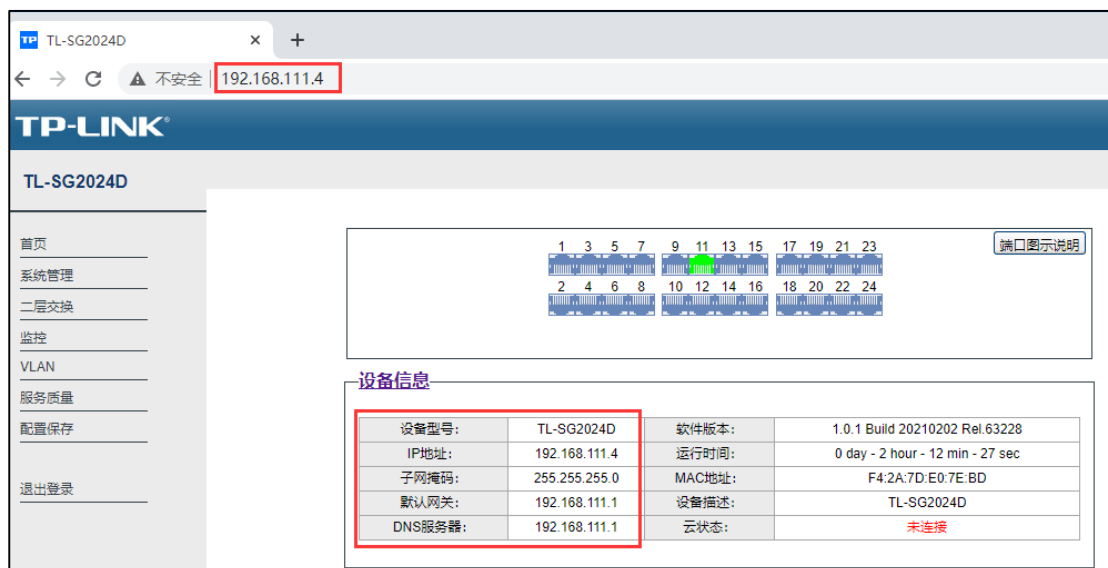 TP TL-SG2024D × +
不安全 192.168.111.4
TP-LINK®
TL-SG2024D
首页
系统管理
二层交换
监控
VLAN
服务质量
配置保存
退出登录
1 3 5 7 9 11 13 15 17 19 21 23
端口图示说明
2 4 6 8 10 12 14 16 18 20 22 24
设备信息
设备型号: TL-SG2024D 软件版本: 1.0.1 Build 20210202 Rel.63228
IP地址: 192.168.111.4 运行时间: 0 day - 2 hour - 12 min - 27 sec
子网掩码: 255.255.255.0 MAC地址: F4:2A:7D:E0:7E:BD
默认网关: 192.168.111.1 设备描述: TL-SG2024D
DNS服务器: 192.168.111.1 云状态: 未连接